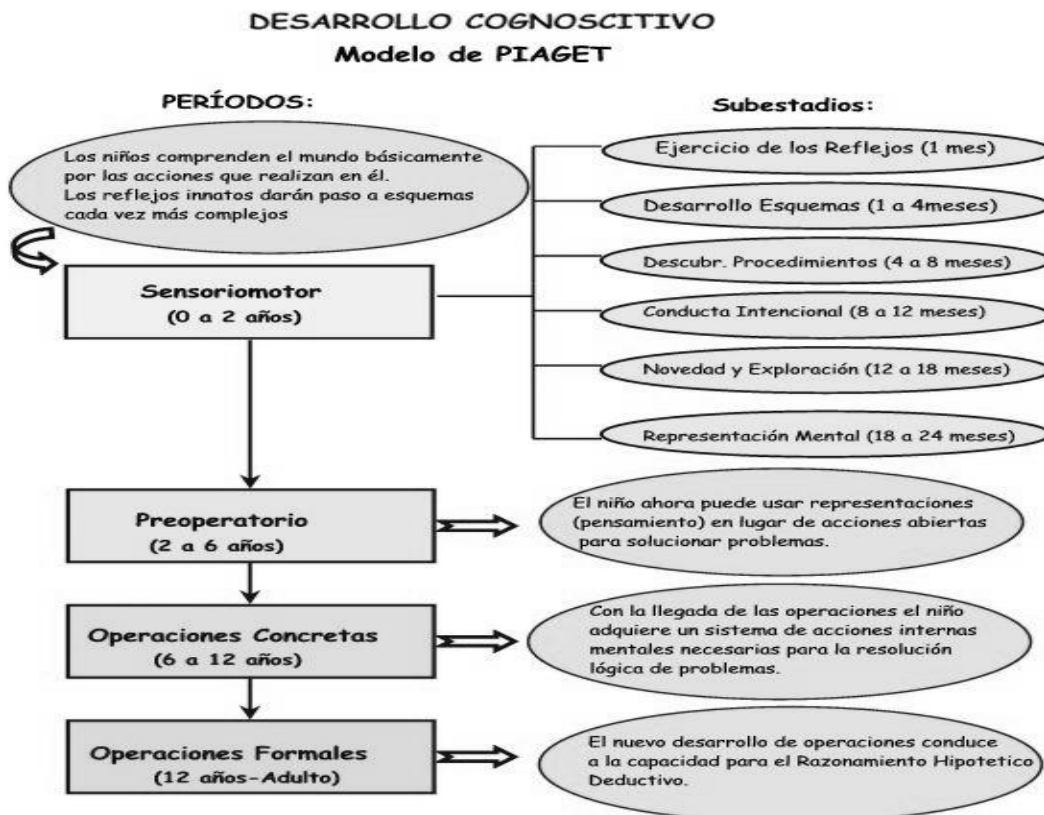 DESARROLLO COGNOSCITIVO
Modelo de PIAGET
PERÍODOS:
Los niños comprenden el mundo básicamente
por las acciones que realizan en él.
Los reflejos innatos darán paso a esquemas
cada vez más complejos
Sensoriomotor
(0 a 2 años)
Subestadios:
Ejercicio de los Reflejos (1 mes)
Desarrollo Esquemas (1 a 4meses)
Descubr. Procedimientos (4 a 8 meses)
Conducta Intencional (8 a 12 meses)
Novedad y Exploración (12 a 18 meses)
Representación Mental (18 a 24 meses)
Preoperatorio
(2 a 6 años)
El niño ahora puede usar representaciones
(pensamiento) en lugar de acciones abiertas
para solucionar problemas.
Operaciones Concretas
(6 a 12 años)
Con la llegada de las operaciones el niño
adquiere un sistema de acciones internas
mentales necesarias para la resolución
lógica de problemas.
Operaciones Formales
(12 años-Adulto)
El nuevo desarrollo de operaciones conduce
a la capacidad para el Razonamiento Hipotetico
Deductivo.